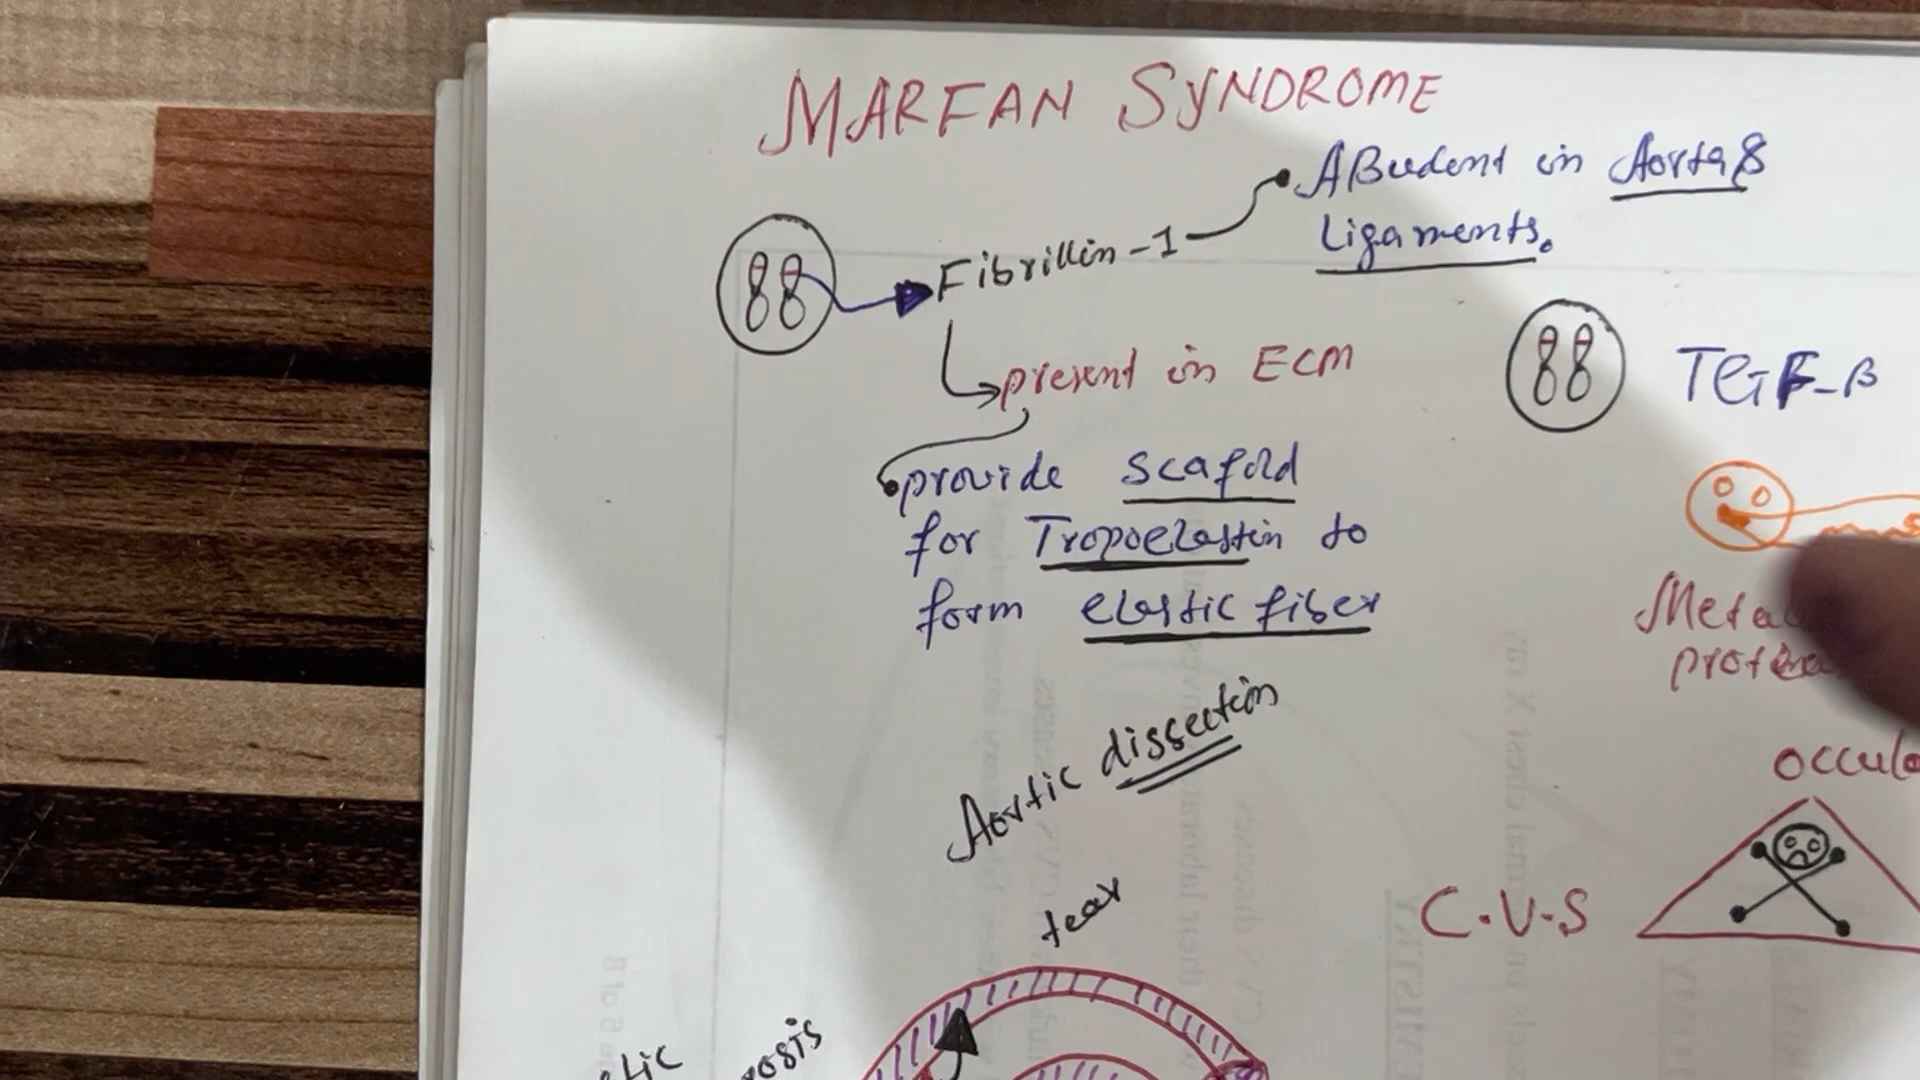 MARFAN SYNDROME
ABudent in Aorta &
Ligaments.
Fibrillin-1
present in ECM
TGF-B
provide scafold
for Tropoelastin to
form elastic fiber
Aortic dissection
tear
C.V.S